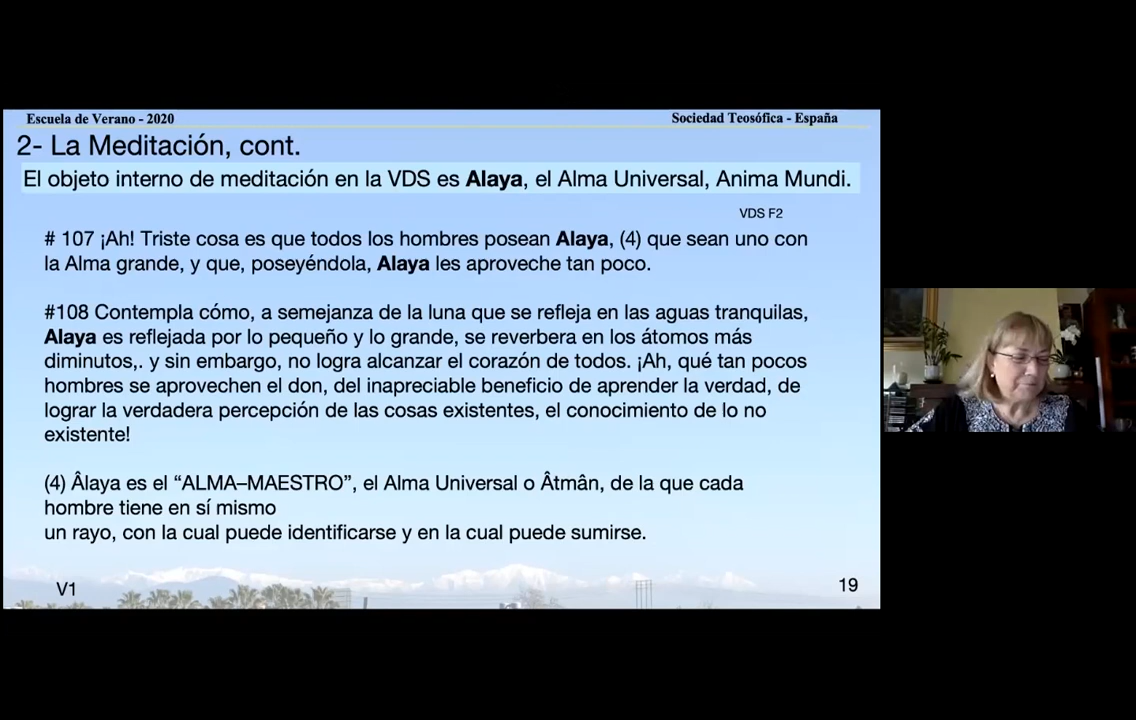 Escuela de Verano - 2020
Sociedad Teosófica - España
2- La Meditación, cont.
El objeto interno de meditación en la VDS es Alaya, el Alma Universal, Anima Mundi.
VDS F2
# 107 ¡Ah! Triste cosa es que todos los hombres posean Alaya, (4) que sean uno con
la Alma grande, y que, poseyéndola, Alaya les aproveche tan poco.
#108 Contempla cómo, a semejanza de la luna que se refleja en las aguas tranquilas,
Alaya es reflejada por lo pequeño y lo grande, se reverbera en los átomos más
diminutos,. y sin embargo, no logra alcanzar el corazón de todos. ¡Ah, qué tan pocos
hombres se aprovechen el don, del inapreciable beneficio de aprender la verdad, de
lograr la verdadera percepción de las cosas existentes, el conocimiento de lo no
existente!
(4) Âlaya es el “ALMA–MAESTRO”, el Alma Universal o Âtmân, de la que cada
hombre tiene en sí mismo
un rayo, con la cual puede identificarse y en la cual puede sumirse.
V1
19